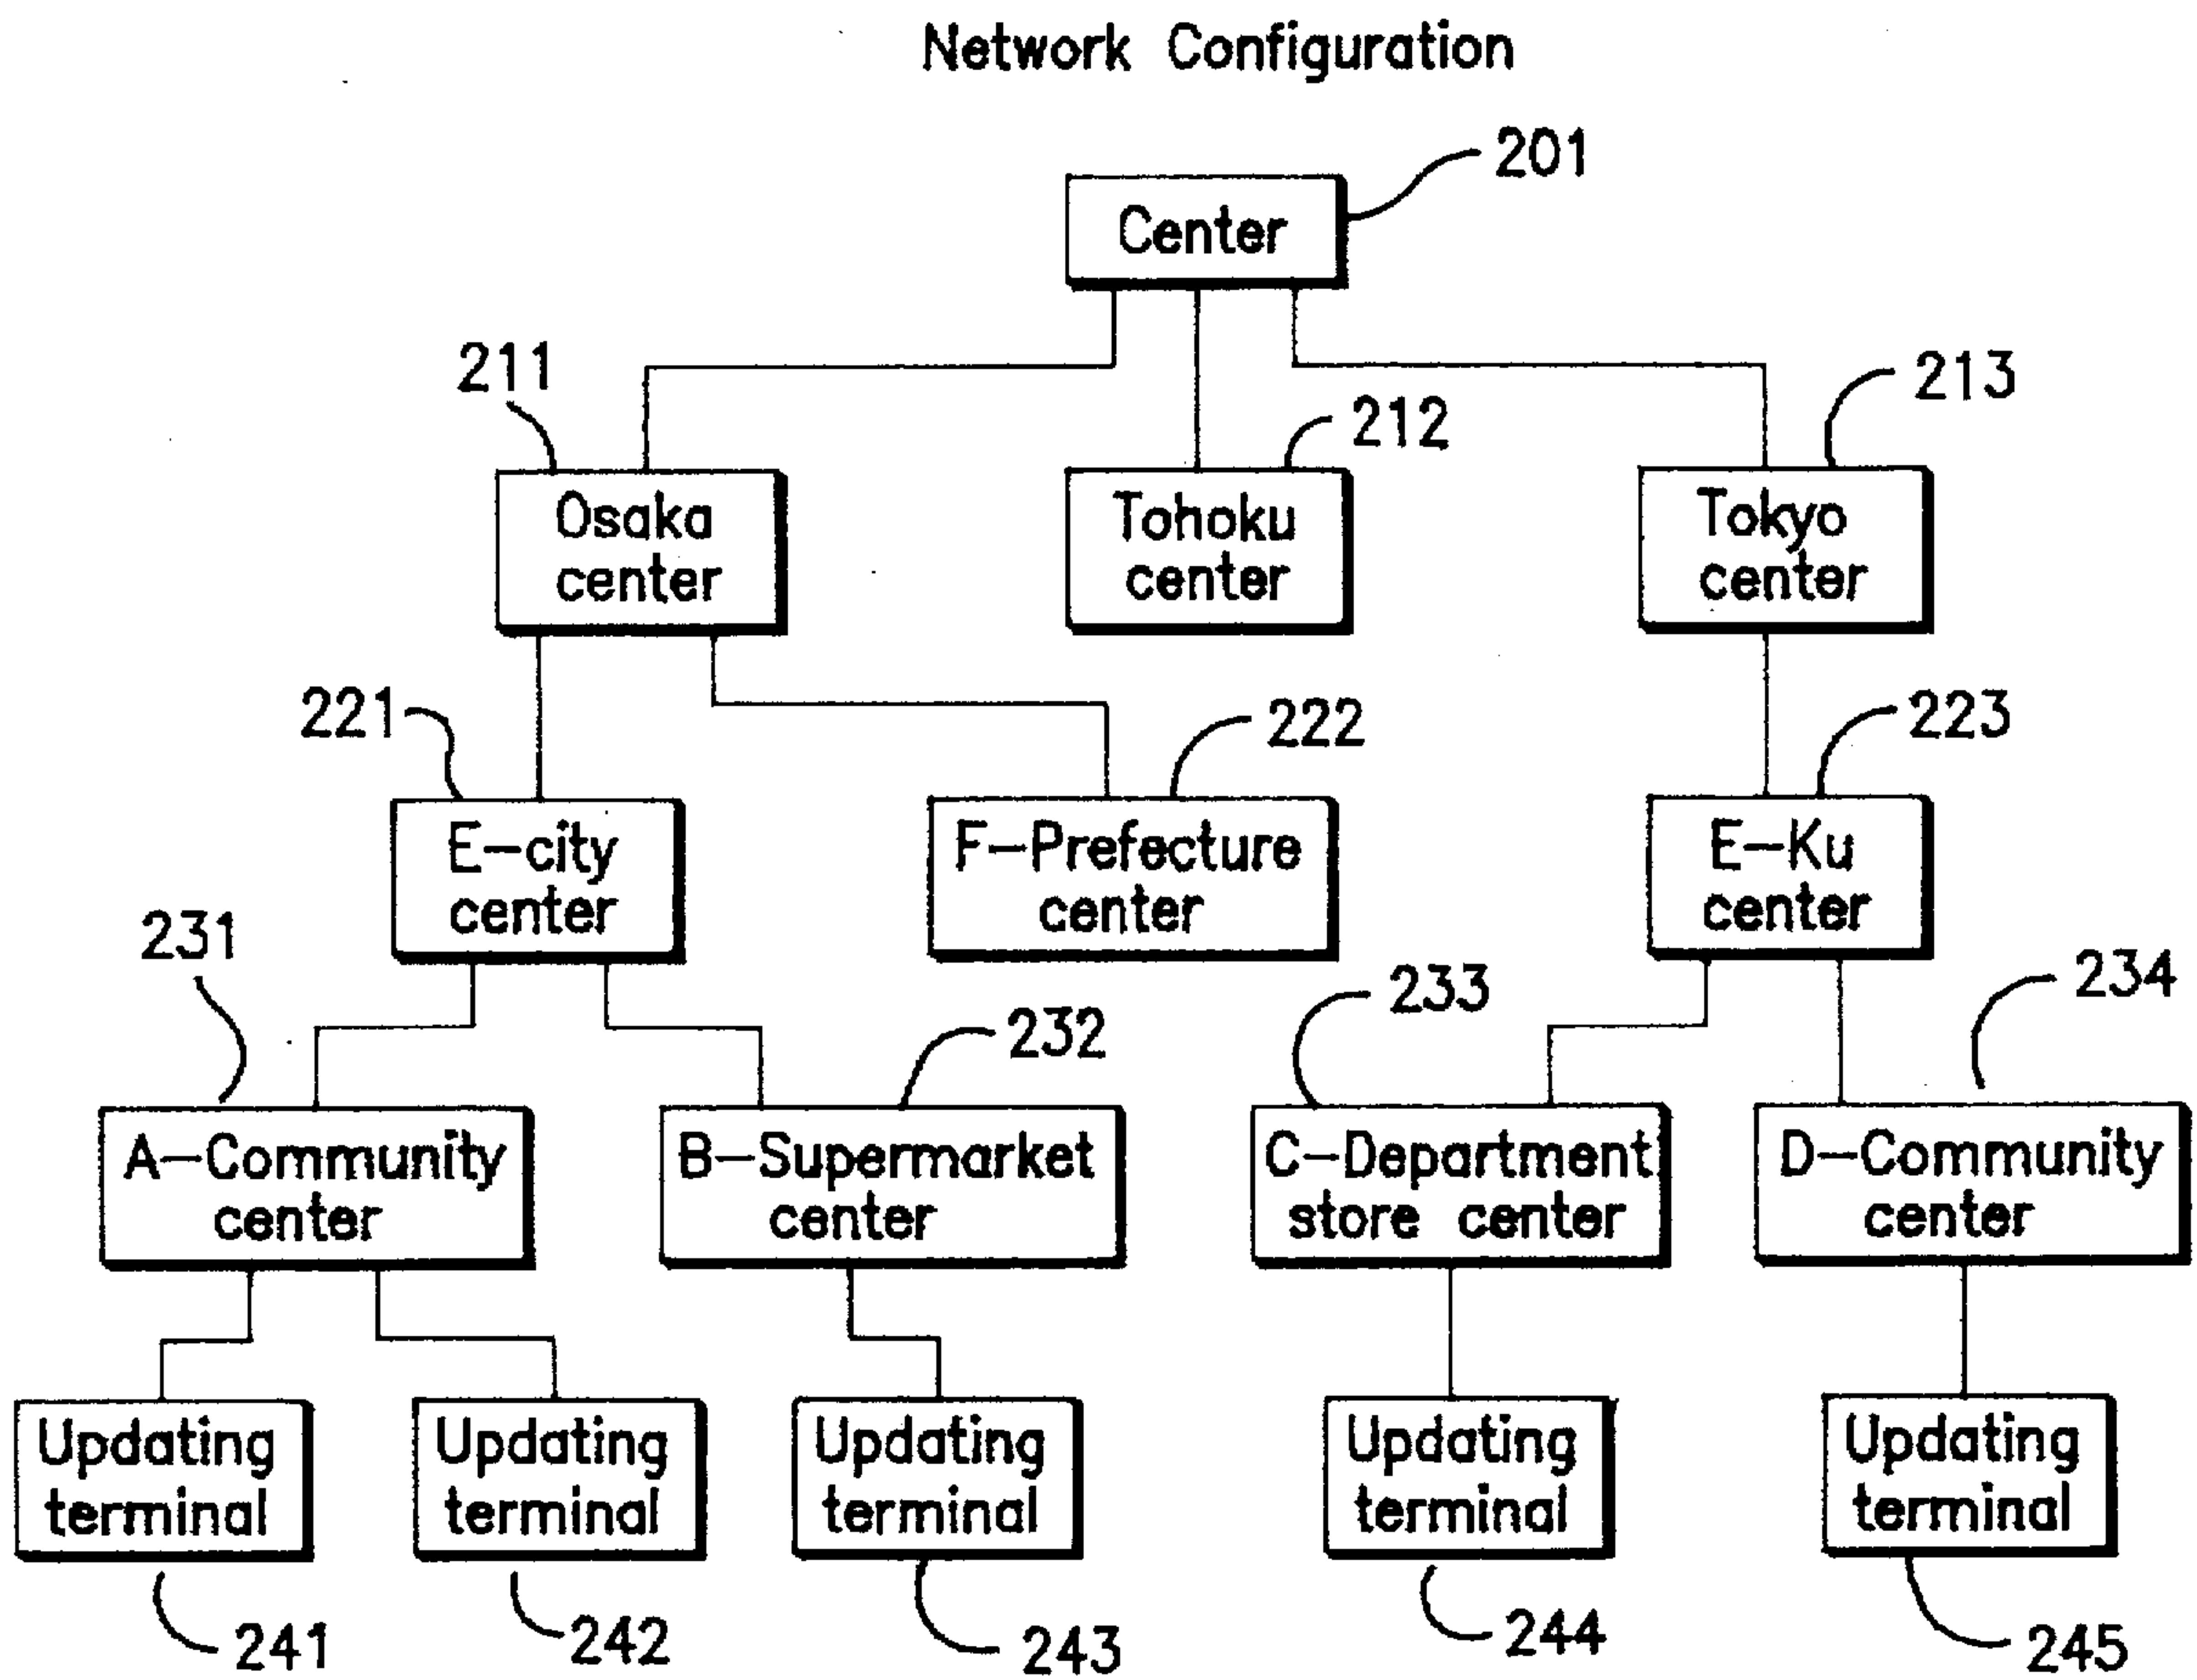 Network Configuration
201
Center
211
212
213
Osaka
center
Tohoku
center
Tokyo
center
221
222
223
E-city
center
F-Prefecture
center
E-Ku
center
231
232
233
234
A-Community
center
B-Supermarket
center
C-Department
store center
D-Community
center
Updating
terminal
Updating
terminal
Updating
terminal
Updating
terminal
Updating
terminal
241
242
243
244
245